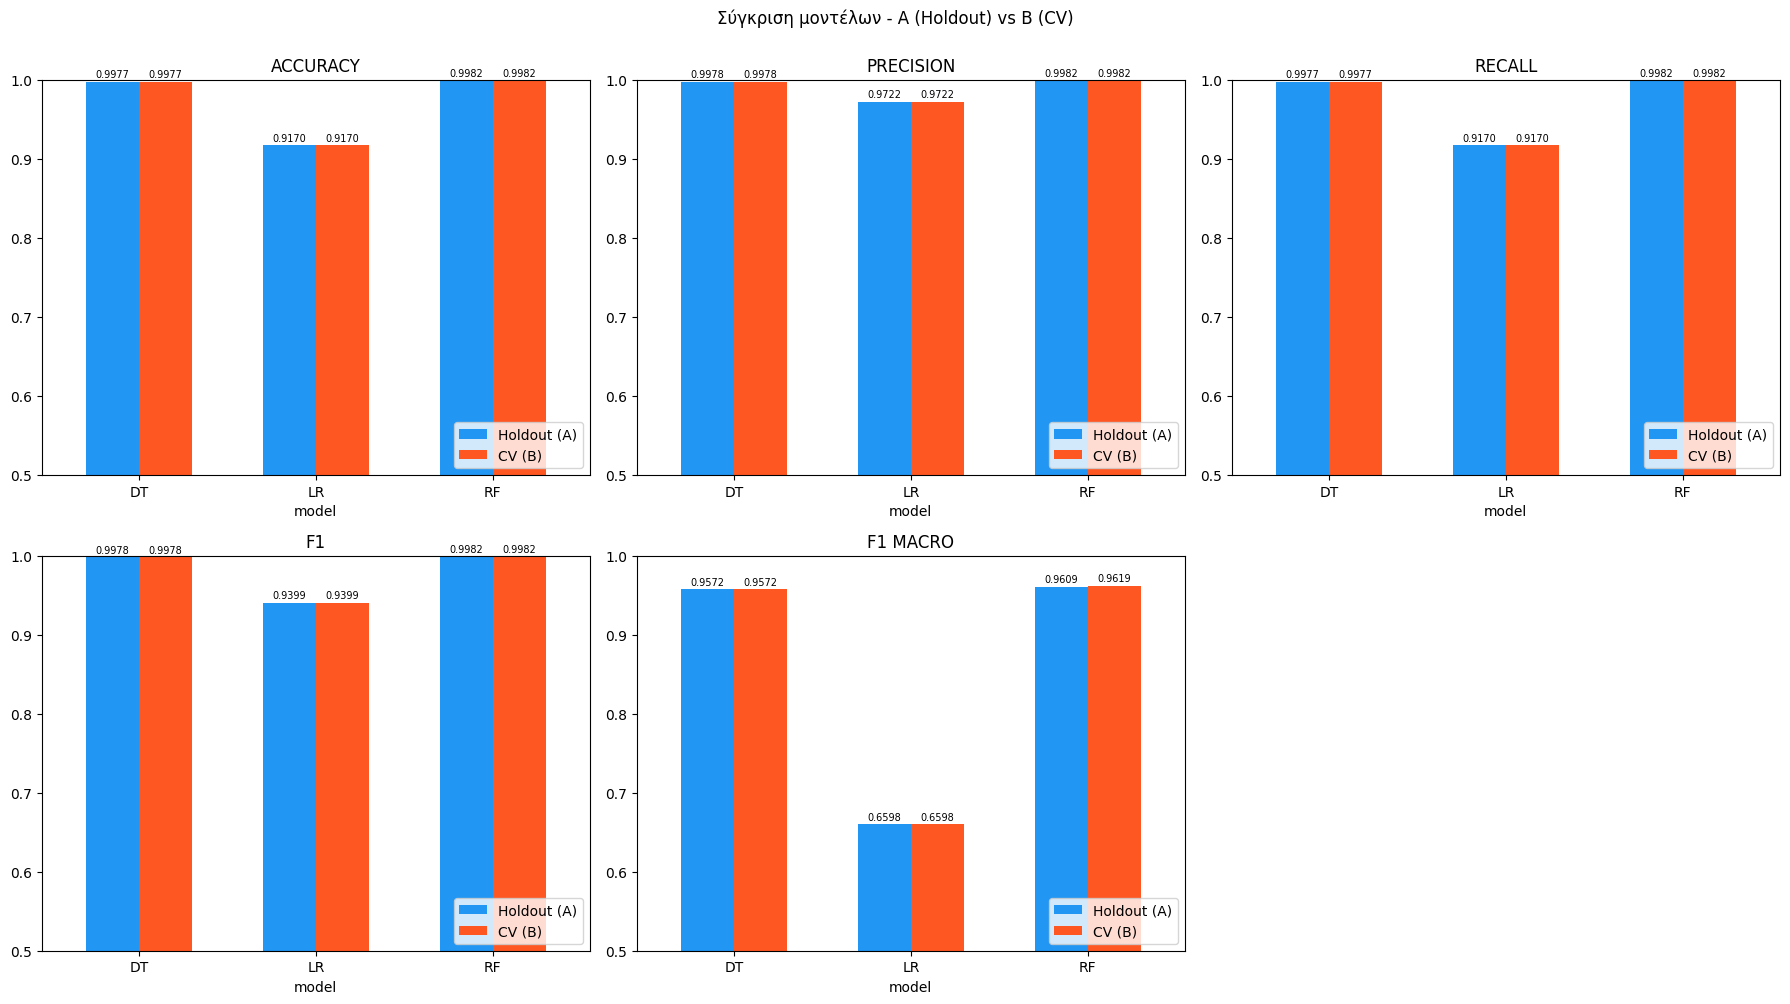 Σύγκριση μοντέλων - A (Holdout) vs B (CV)
ACCURACY
1.0
0.9
0.8
0.7
0.6
0.5
0.9977 0.9977
0.9170 0.9170
0.9982 0.9982
Holdout (A)
CV (B)
DT LR RF
model
PRECISION
1.0
0.9
0.8
0.7
0.6
0.5
0.9978 0.9978
0.9722 0.9722
0.9982 0.9982
Holdout (A)
CV (B)
DT LR RF
model
RECALL
1.0
0.9
0.8
0.7
0.6
0.5
0.9977 0.9977
0.9170 0.9170
0.9982 0.9982
Holdout (A)
CV (B)
DT LR RF
model
F1
1.0
0.9
0.8
0.7
0.6
0.5
0.9978 0.9978
0.9399 0.9399
0.9982 0.9982
Holdout (A)
CV (B)
DT LR RF
model
F1 MACRO
1.0
0.9
0.8
0.7
0.6
0.5
0.9572 0.9572
0.6598 0.6598
0.9609 0.9619
Holdout (A)
CV (B)
DT LR RF
model